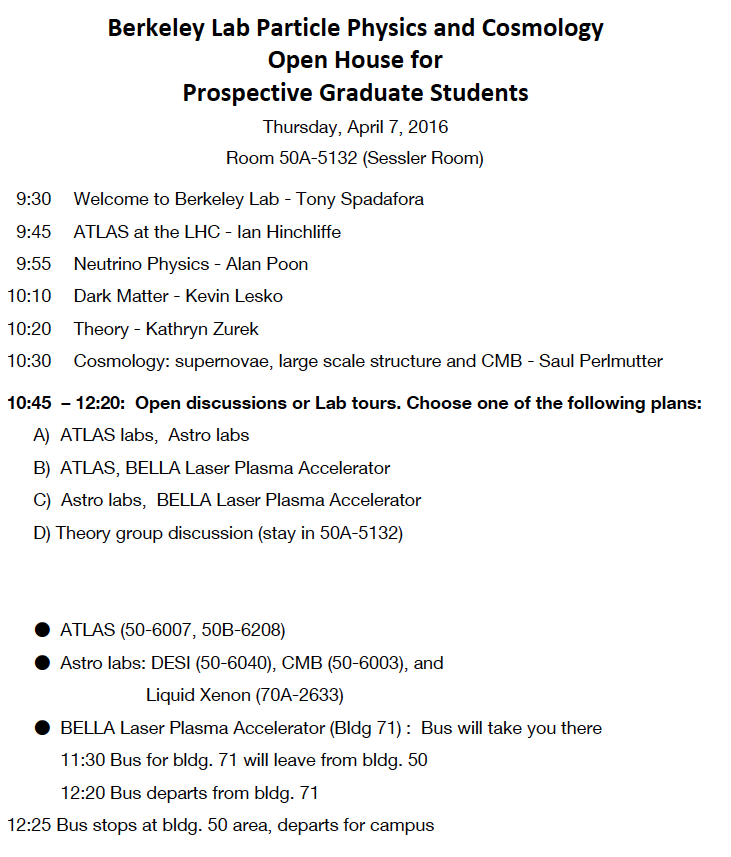 Berkeley Lab Particle Physics and Cosmology
Open House for
Prospective Graduate Students
Thursday, April 7, 2016
Room 50A-5132 (Sessler Room)
9:30 Welcome to Berkeley Lab - Tony Spadafora
9:45 ATLAS at the LHC - Ian Hinchliffe
9:55 Neutrino Physics - Alan Poon
10:10 Dark Matter - Kevin Lesko
10:20 Theory - Kathryn Zurek
10:30 Cosmology: supernovae, large scale structure and CMB - Saul Perlmutter
10:45 – 12:20: Open discussions or Lab tours. Choose one of the following plans:
A) ATLAS labs, Astro labs
B) ATLAS, BELLA Laser Plasma Accelerator
C) Astro labs, BELLA Laser Plasma Accelerator
D) Theory group discussion (stay in 50A-5132)
● ATLAS (50-6007, 50B-6208)
● Astro labs: DESI (50-6040), CMB (50-6003), and
Liquid Xenon (70A-2633)
● BELLA Laser Plasma Accelerator (Bldg 71) : Bus will take you there
11:30 Bus for bldg. 71 will leave from bldg. 50
12:20 Bus departs from bldg. 71
12:25 Bus stops at bldg. 50 area, departs for campus